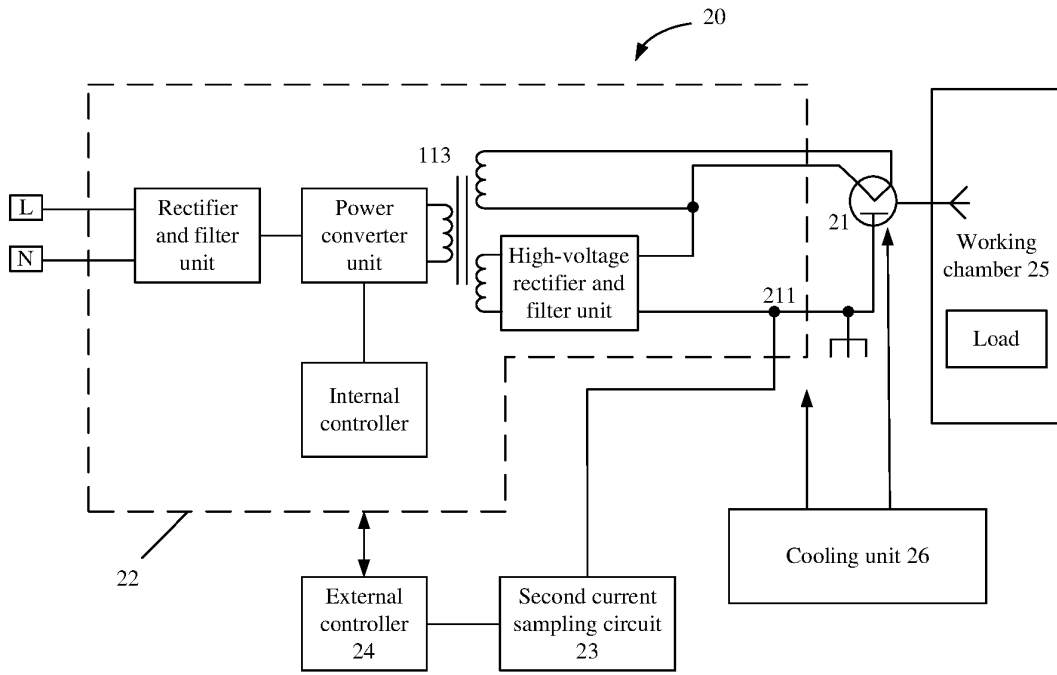 20
113
L
N
Rectifier
and filter
unit
Power
converter
unit
High-voltage
rectifier and
filter unit
21
211
Working
chamber 25
Load
Internal
controller
22
External
controller
24
Second current
sampling circuit
23
Cooling unit 26